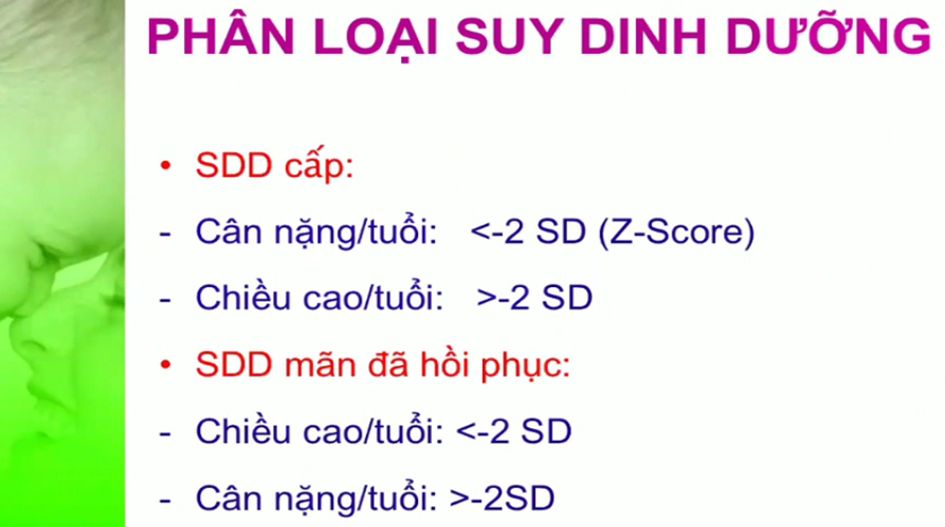 PHÂN LOẠI SUY DINH DƯỠNG
• SDD cấp:
- Cân nặng/tuổi: <-2 SD (Z-Score)
- Chiều cao/tuổi: >-2 SD
• SDD mãn đã hồi phục:
- Chiều cao/tuổi: <-2 SD
- Cân nặng/tuổi: >-2SD